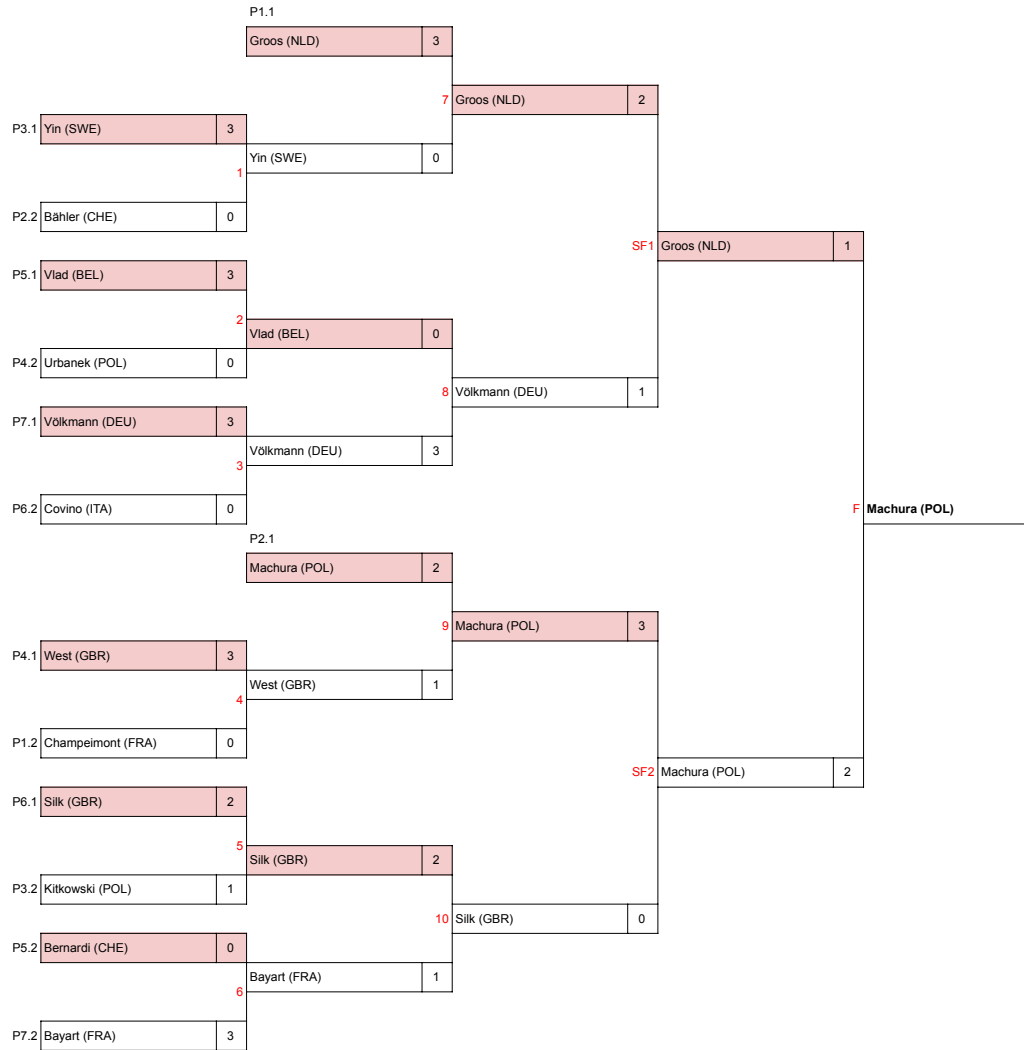 P1.1
Groos (NLD) 3
7 Groos (NLD) 2
P3.1 Yin (SWE) 3
1 Yin (SWE) 0
P2.2 Bähler (CHE) 0
SF1 Groos (NLD) 1
P5.1 Vlad (BEL) 3
2 Vlad (BEL) 0
P4.2 Urbanek (POL) 0
8 Völkmann (DEU) 1
P7.1 Völkmann (DEU) 3
3 Völkmann (DEU) 3
P6.2 Covino (ITA) 0
F Machura (POL)
P2.1
Machura (POL) 2
9 Machura (POL) 3
P4.1 West (GBR) 3
4 West (GBR) 1
P1.2 Champeimont (FRA) 0
SF2 Machura (POL) 2
P6.1 Silk (GBR) 2
5 Silk (GBR) 2
P3.2 Kitkowski (POL) 1
10 Silk (GBR) 0
P5.2 Bernardi (CHE) 0
6 Bayart (FRA) 1
P7.2 Bayart (FRA) 3